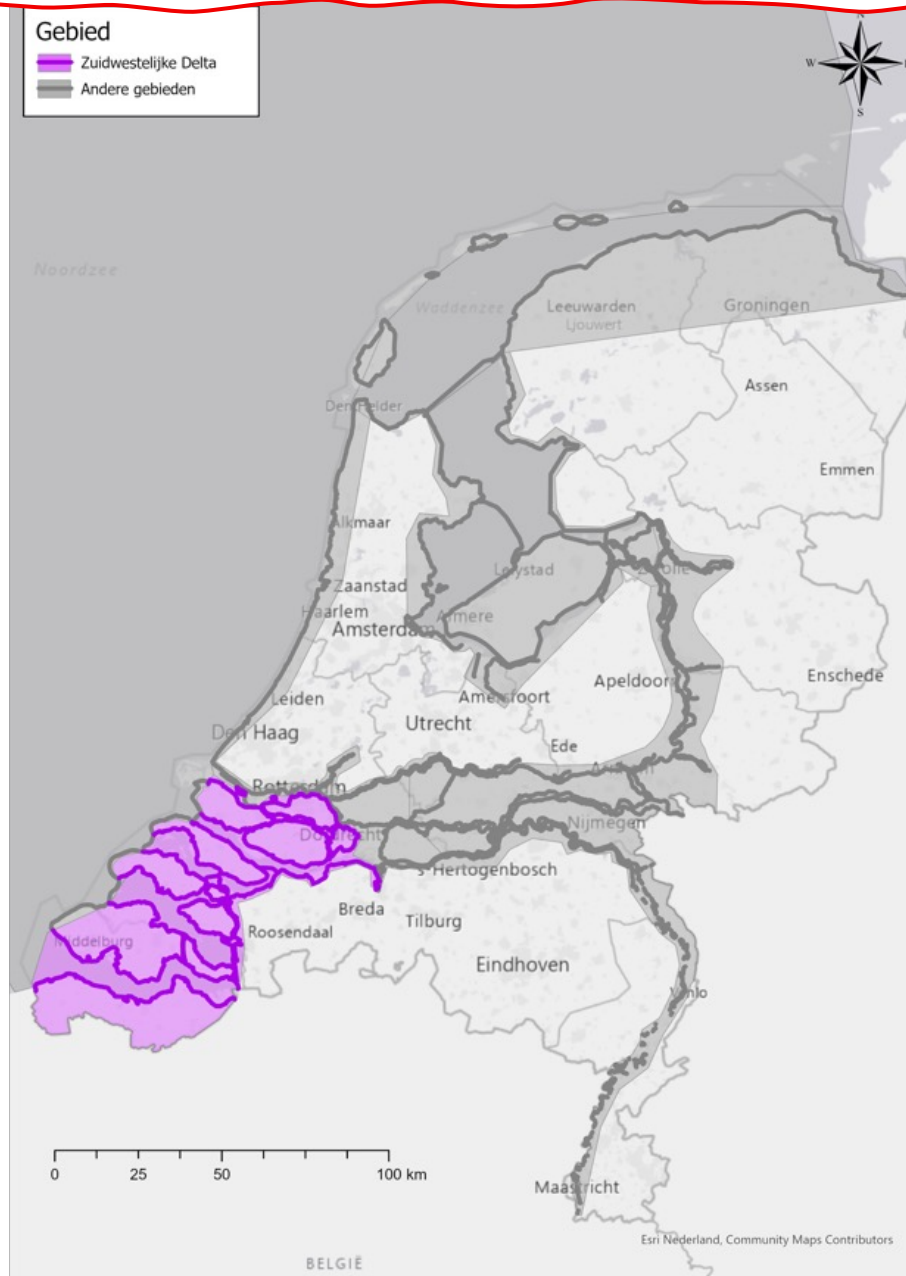 Gebied
Zuidwestelijke Delta
Andere gebieden
N
W
S
Noordzee
Waddenzee
Leeuwarden
Ljouwert
Groningen
Assen
Den Helder
Emmen
Alkmaar
Lelystad
Zwolle
Zaanstad
Haarlem
Almere
Amsterdam
Enschede
Apeldoorn
Leiden
Amersfoort
Utrecht
Den Haag
Ede
Arnhem
Rotterdam
Nijmegen
Dordrecht
's-Hertogenbosch
Breda
Tilburg
Roosendaal
Middelburg
Eindhoven
Venlo
0 25 50 100 km
Maastricht
Esri Nederland, Community Maps Contributors
BELGIË